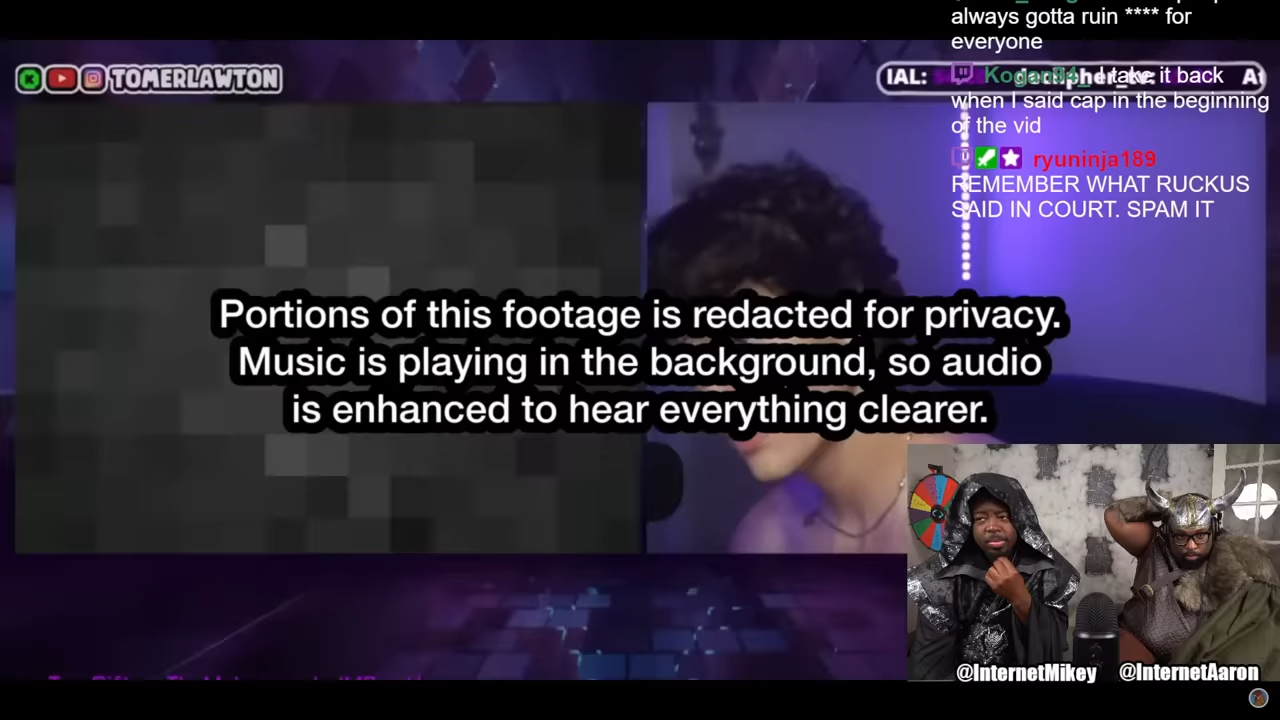 always gotta ruin **** for
everyone
TOMERLAWTON
IAL:
Kogan84_: I take it back
when I said cap in the beginning
of the vid
ryuninja189
REMEMBER WHAT RUCKUS
SAID IN COURT. SPAM IT
Portions of this footage is redacted for privacy.
Music is playing in the background, so audio
is enhanced to hear everything clearer.
@InternetMikey @InternetAaron